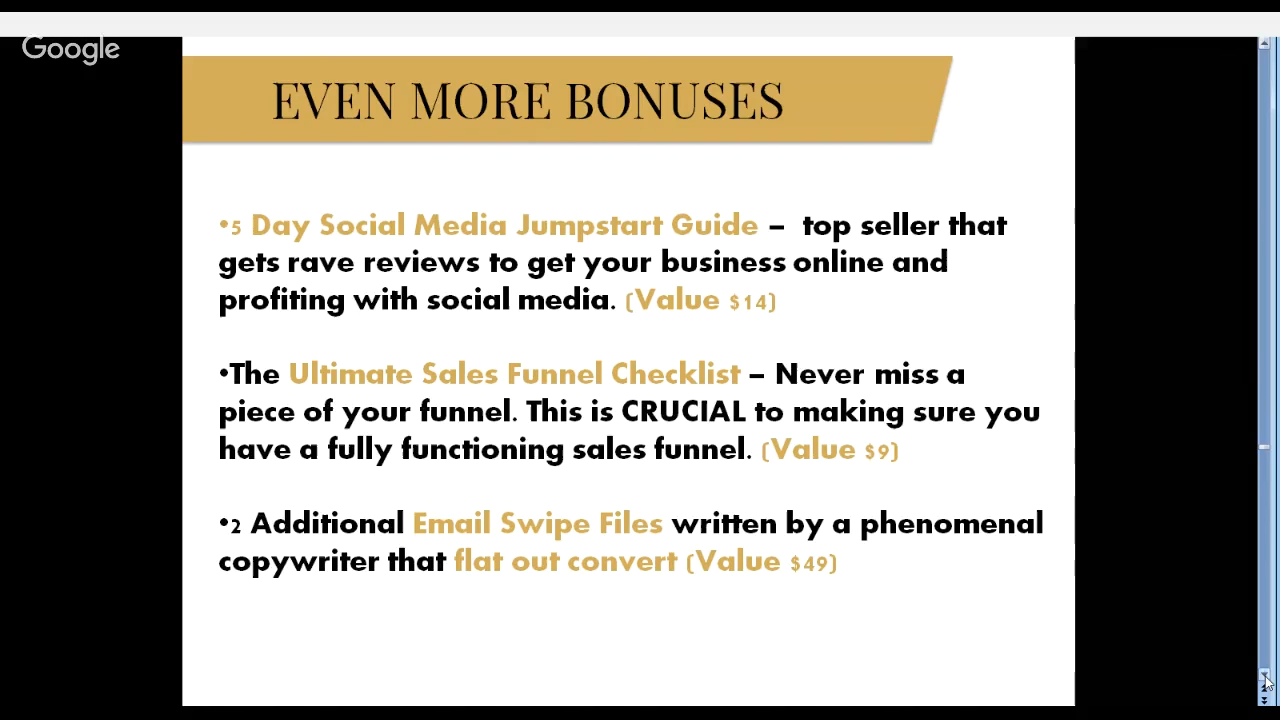 Google
EVEN MORE BONUSES
•5 Day Social Media Jumpstart Guide – top seller that
gets rave reviews to get your business online and
profiting with social media. (Value $14)
•The Ultimate Sales Funnel Checklist – Never miss a
piece of your funnel. This is CRUCIAL to making sure you
have a fully functioning sales funnel. (Value $9)
•2 Additional Email Swipe Files written by a phenomenal
copywriter that flat out convert (Value $49)